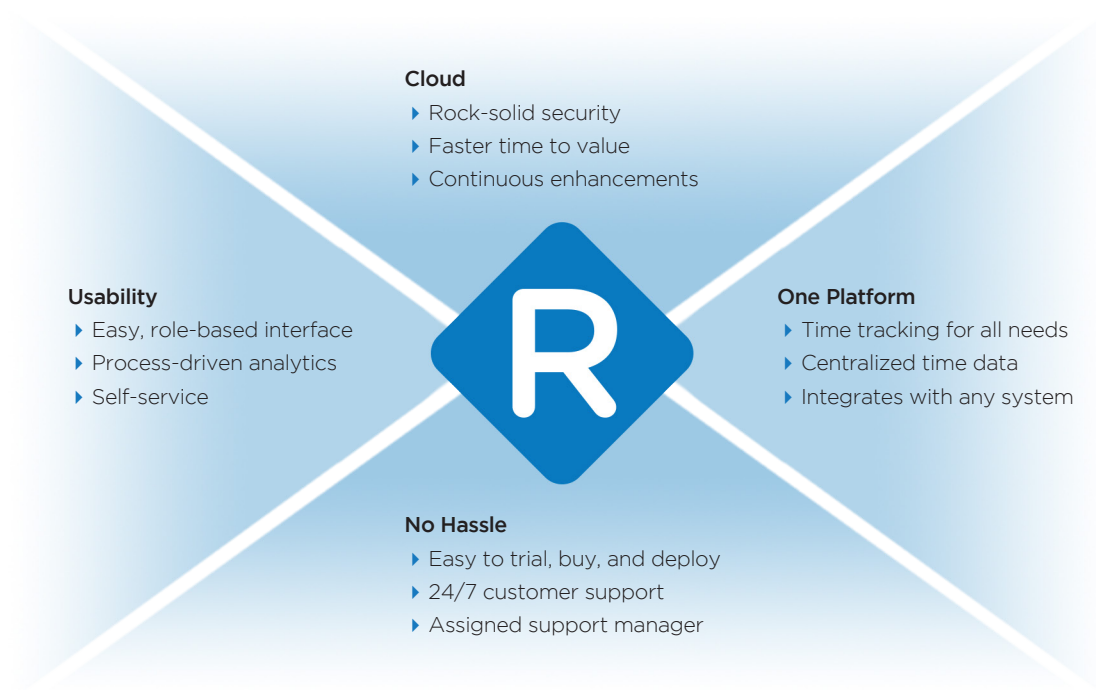 Cloud
Rock-solid security
Faster time to value
Continuous enhancements
Usability
Easy, role-based interface
Process-driven analytics
Self-service
R
One Platform
Time tracking for all needs
Centralized time data
Integrates with any system
No Hassle
Easy to trial, buy, and deploy
24/7 customer support
Assigned support manager